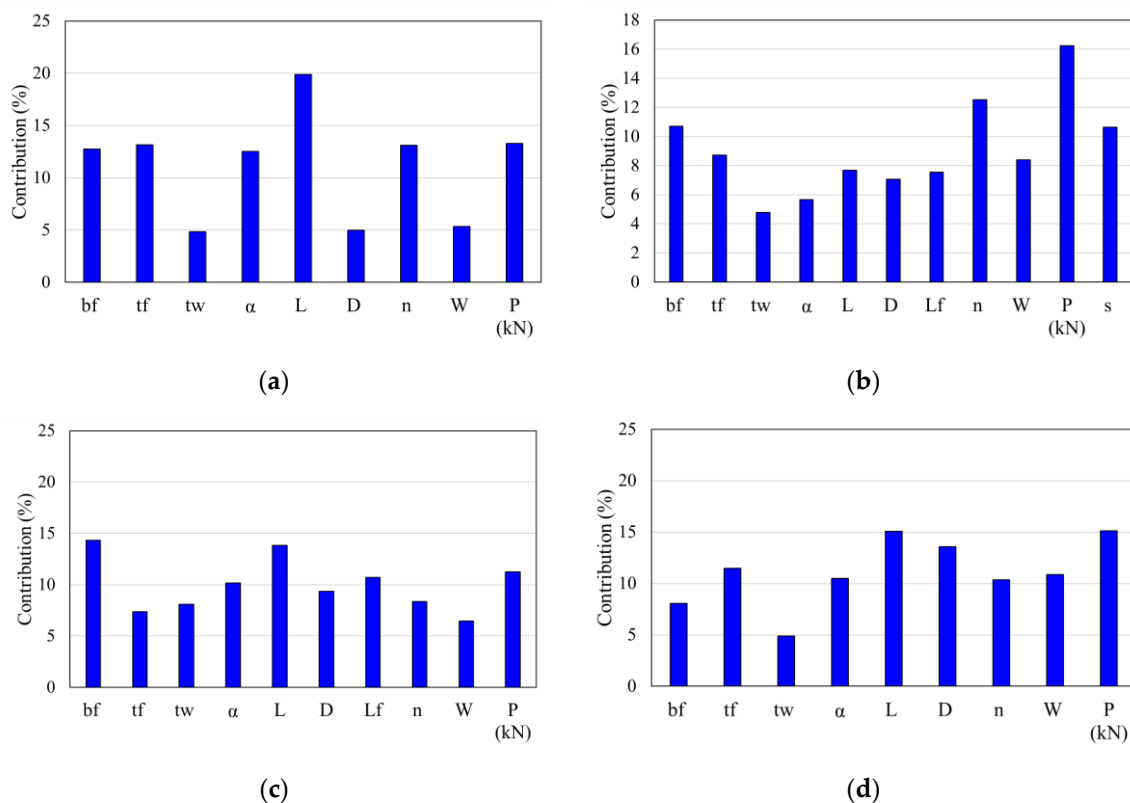 25
20
15
10
5
0
Contribution (%)
bf tf tw α L D n W P
(kN)
(a)
18
16
14
12
10
8
6
4
2
0
Contribution (%)
bf tf tw α L D Lf n W P s
(kN)
(b)
25
20
15
10
5
0
Contribution (%)
bf tf tw α L D Lf n W P
(kN)
(c)
25
20
15
10
5
0
Contribution (%)
bf tf tw α L D n W P
(kN)
(d)